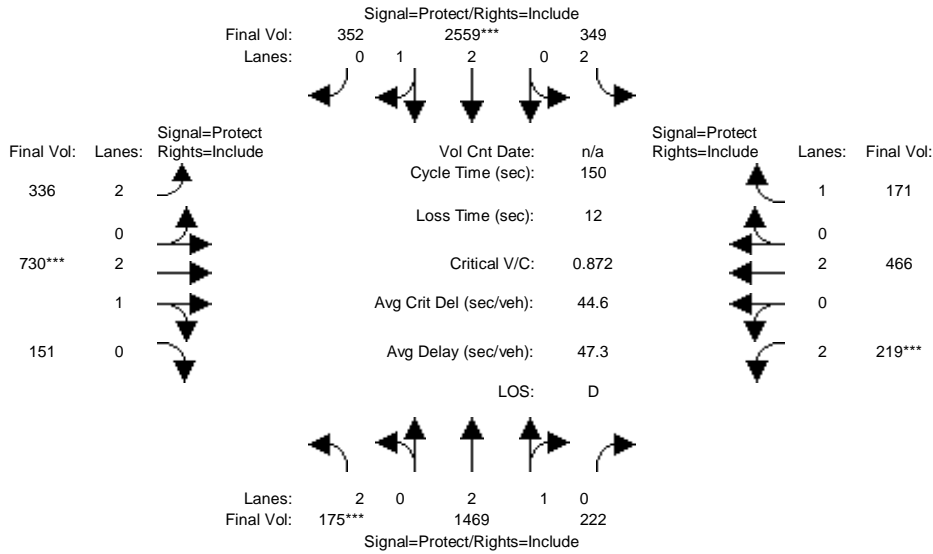 Signal=Protect/Rights=Include
Final Vol: 352 2559*** 349
Lanes: 0 1 2 0 2
Signal=Protect
Final Vol: Lanes: Rights=Include
Vol Cnt Date: n/a
Signal=Protect
Rights=Include Lanes: Final Vol:
Cycle Time (sec): 150
336 2
1 171
Loss Time (sec): 12
0
0
730*** 2
Critical V/C: 0.872
2 466
1
Avg Crit Del (sec/veh): 44.6
0
151 0
Avg Delay (sec/veh): 47.3
2 219***
LOS: D
Lanes: 2 0 2 1 0
Final Vol: 175*** 1469 222
Signal=Protect/Rights=Include